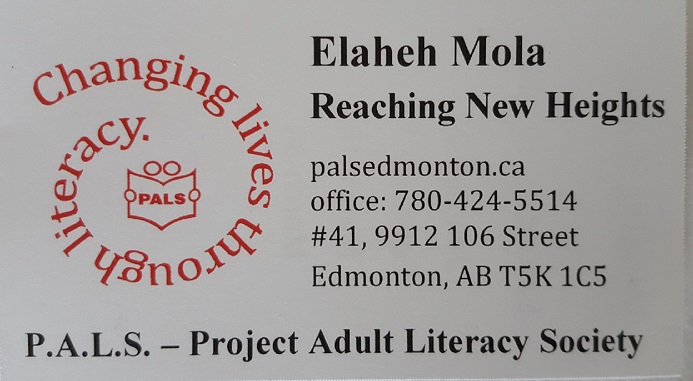 Changing lives through literacy.
PALS
Elaheh Mola
Reaching New Heights
palsedmonton.ca
office: 780-424-5514
#41, 9912 106 Street
Edmonton, AB T5K 1C5
P.A.L.S. – Project Adult Literacy Society